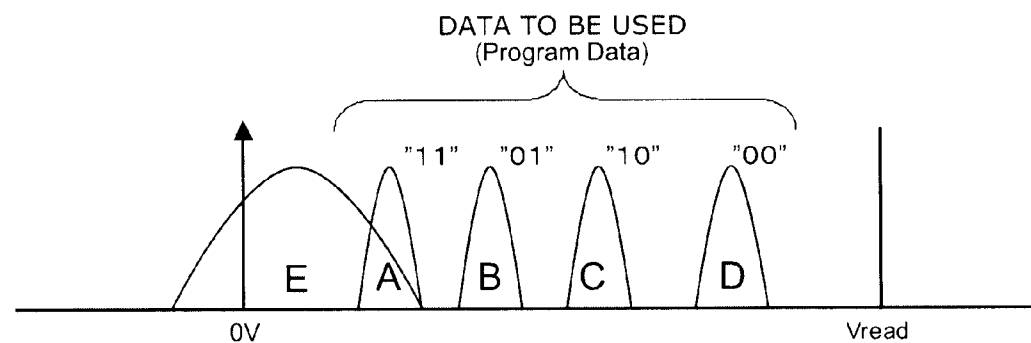 DATA TO BE USED
(Program Data)
"11" "01" "10" "00"
E A B C D
0V Vread